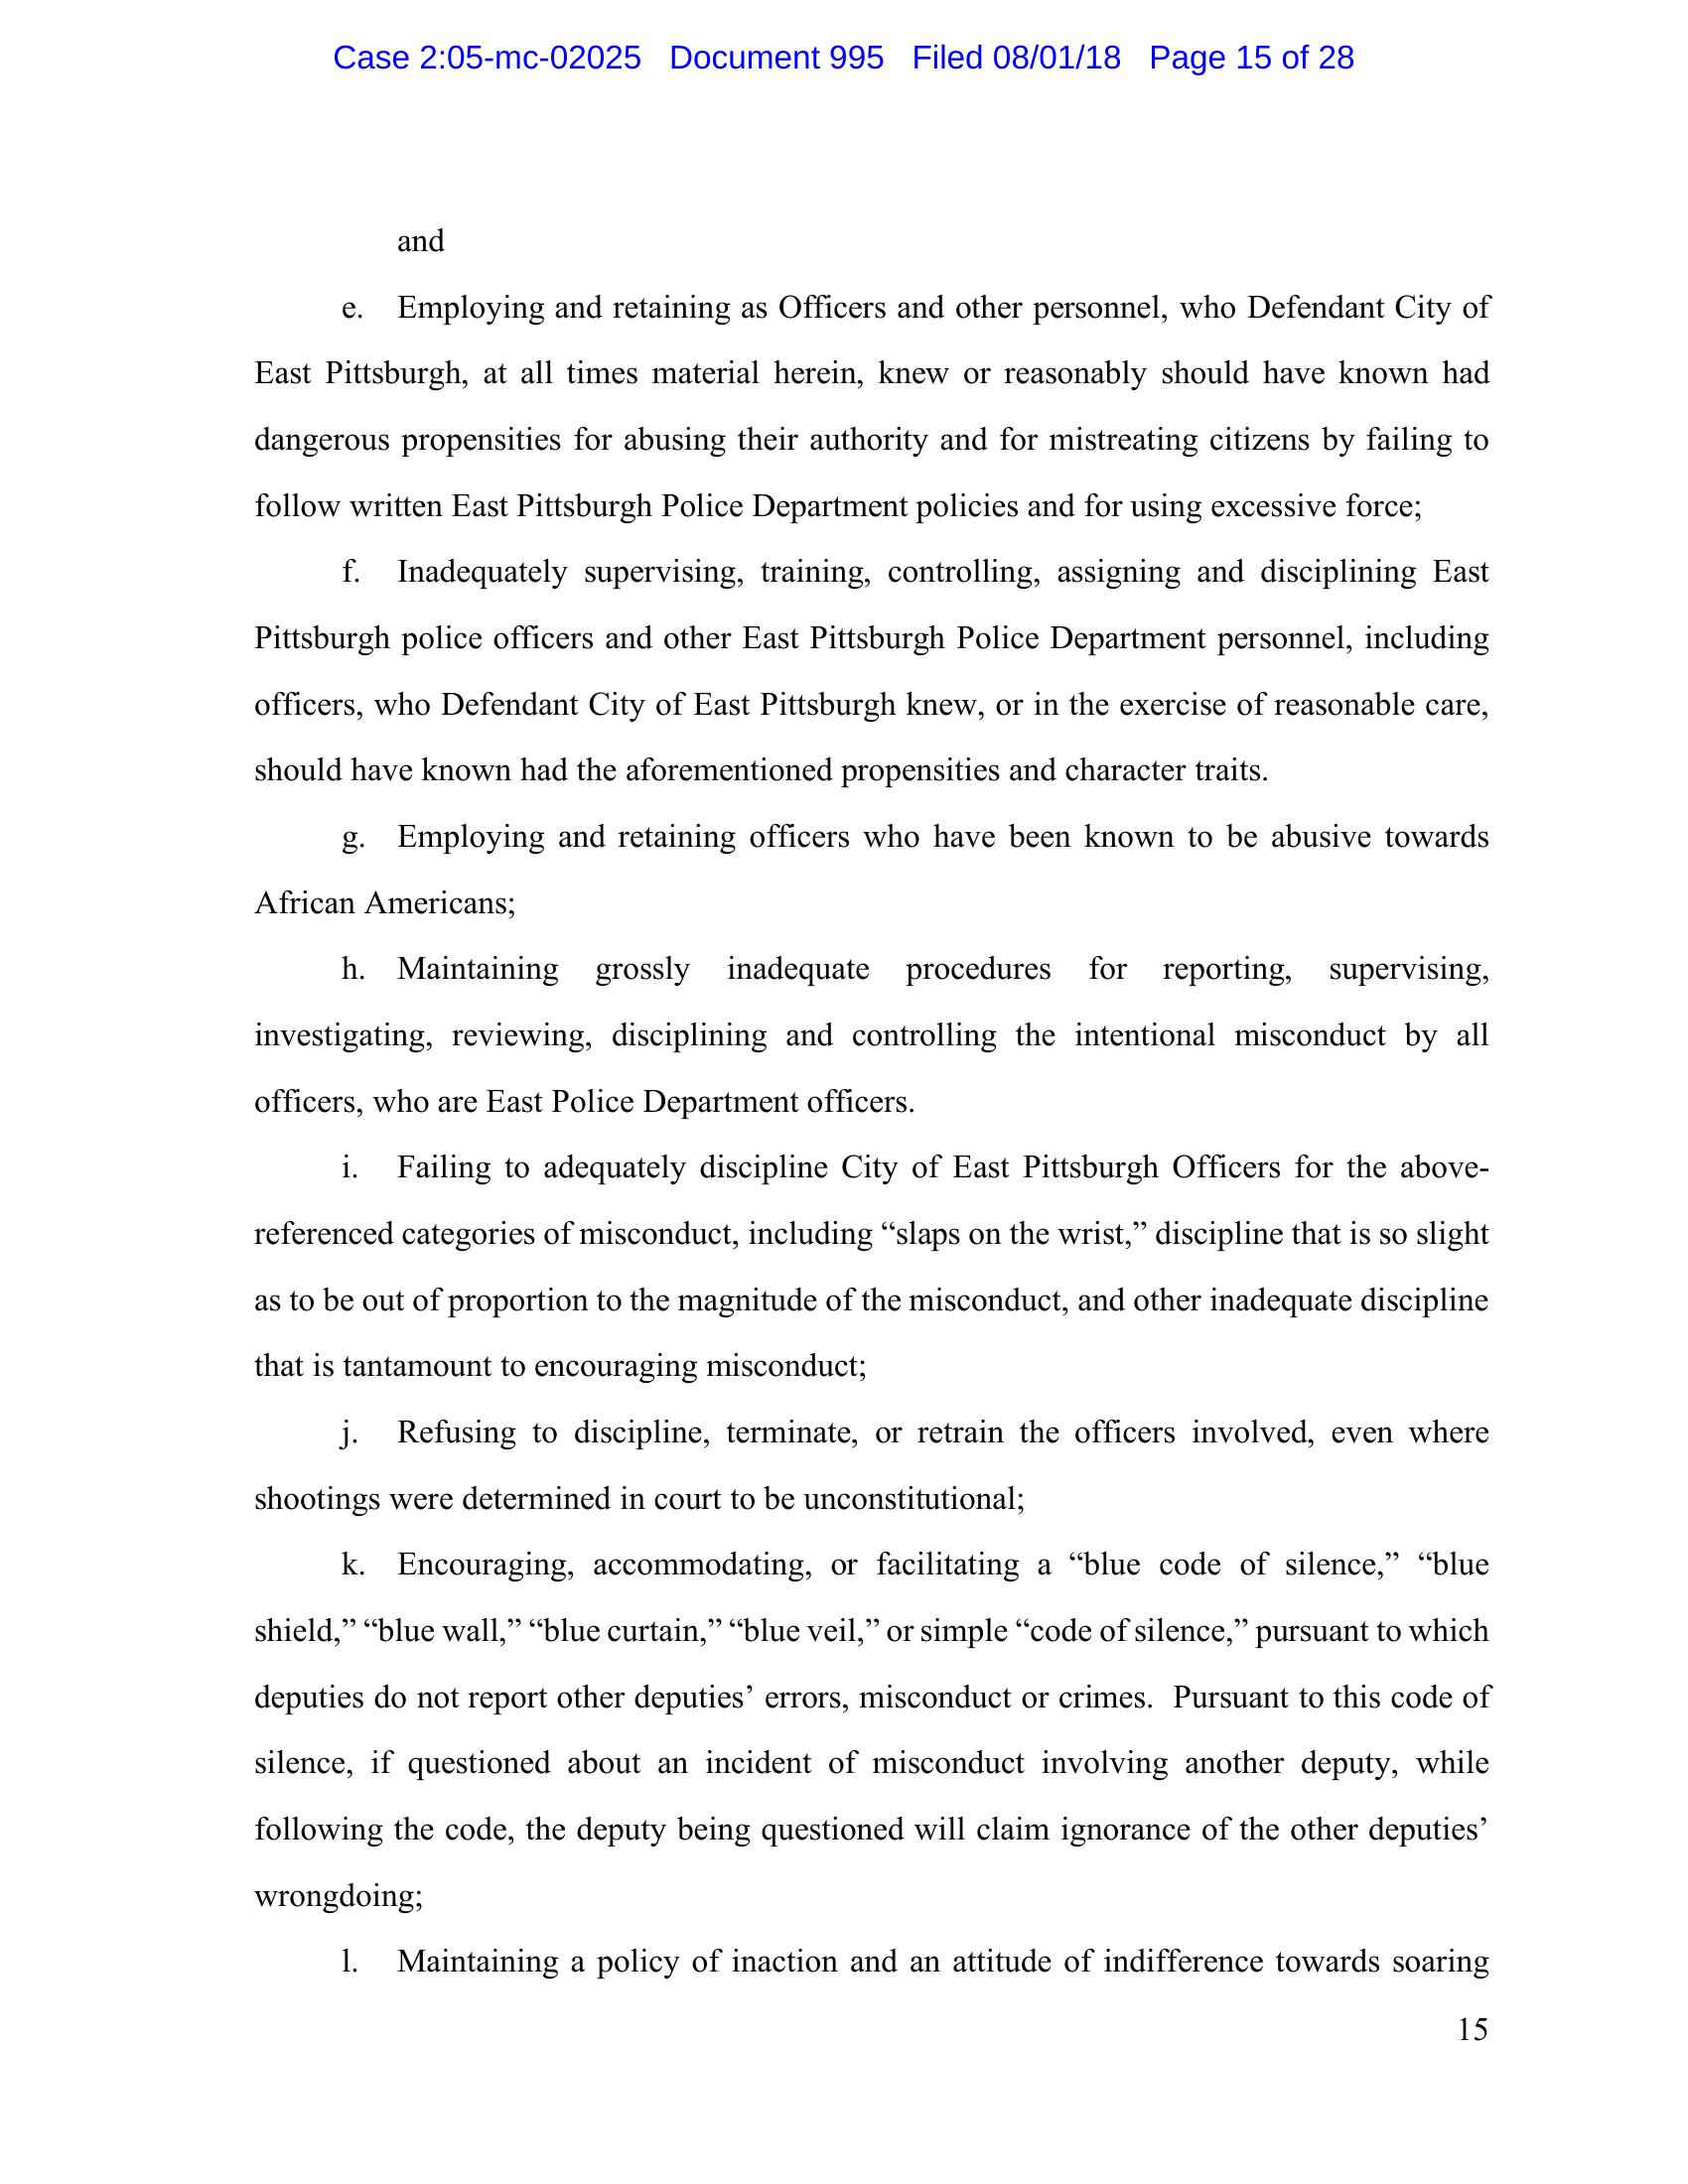 Case 2:05-mc-02025 Document 995 Filed 08/01/18 Page 15 of 28
and
e. Employing and retaining as Officers and other personnel, who Defendant City of
East Pittsburgh, at all times material herein, knew or reasonably should have known had
dangerous propensities for abusing their authority and for mistreating citizens by failing to
follow written East Pittsburgh Police Department policies and for using excessive force;
f. Inadequately supervising, training, controlling, assigning and disciplining East
Pittsburgh police officers and other East Pittsburgh Police Department personnel, including
officers, who Defendant City of East Pittsburgh knew, or in the exercise of reasonable care,
should have known had the aforementioned propensities and character traits.
g. Employing and retaining officers who have been known to be abusive towards
African Americans;
h. Maintaining grossly inadequate procedures for reporting, supervising,
investigating, reviewing, disciplining and controlling the intentional misconduct by all
officers, who are East Police Department officers.
i. Failing to adequately discipline City of East Pittsburgh Officers for the above-
referenced categories of misconduct, including “slaps on the wrist,” discipline that is so slight
as to be out of proportion to the magnitude of the misconduct, and other inadequate discipline
that is tantamount to encouraging misconduct;
j. Refusing to discipline, terminate, or retrain the officers involved, even where
shootings were determined in court to be unconstitutional;
k. Encouraging, accommodating, or facilitating a “blue code of silence,” “blue
shield,” “blue wall,” “blue curtain,” “blue veil,” or simple “code of silence,” pursuant to which
deputies do not report other deputies’ errors, misconduct or crimes. Pursuant to this code of
silence, if questioned about an incident of misconduct involving another deputy, while
following the code, the deputy being questioned will claim ignorance of the other deputies’
wrongdoing;
l. Maintaining a policy of inaction and an attitude of indifference towards soaring
15